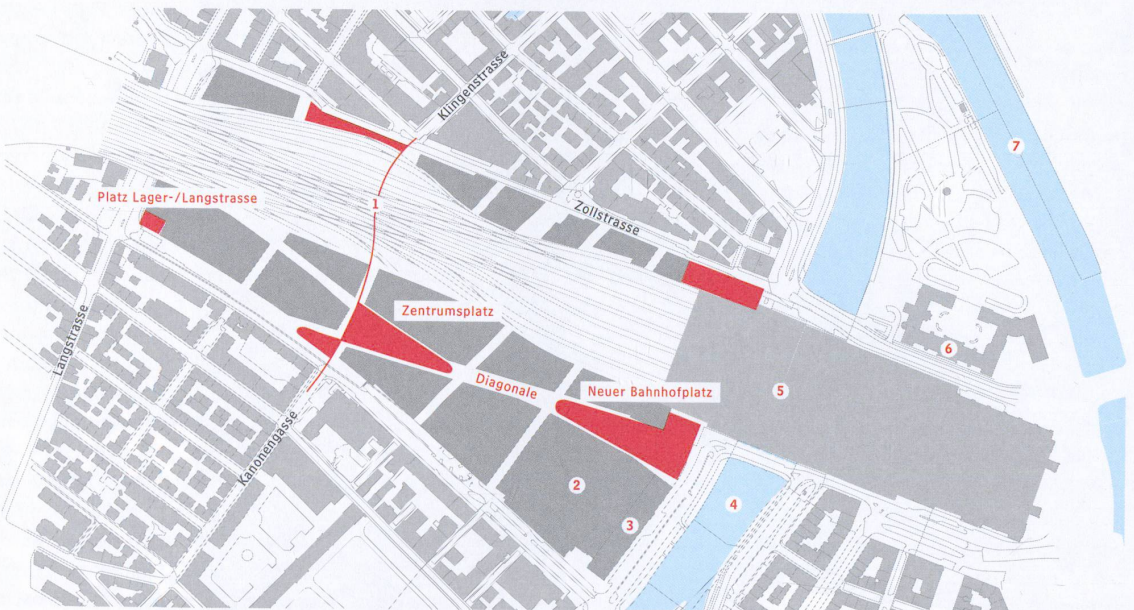 Klingenstrasse
7
Platz Lager-/Langstrasse
1
Zollstrasse
Zentrumsplatz
6
Langstrasse
Diagonale
Neuer Bahnhofplatz
5
Kanonengasse
2
4
3